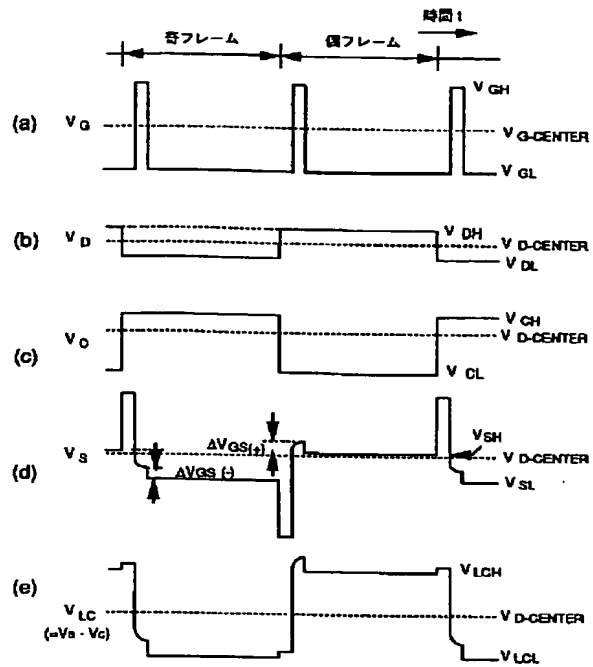 時間 t
奇フレーム
偶フレーム
(a)
V G
V GH
V G-CENTER
V GL
(b)
V D
V DH
V D-CENTER
V DL
(c)
V C
V CH
V D-CENTER
V CL
(d)
V S
ΔVGS(+)
ΔVGS (-)
V SH
V D-CENTER
V SL
(e)
V LC
(=VS - VC)
V LCH
V D-CENTER
V LCL